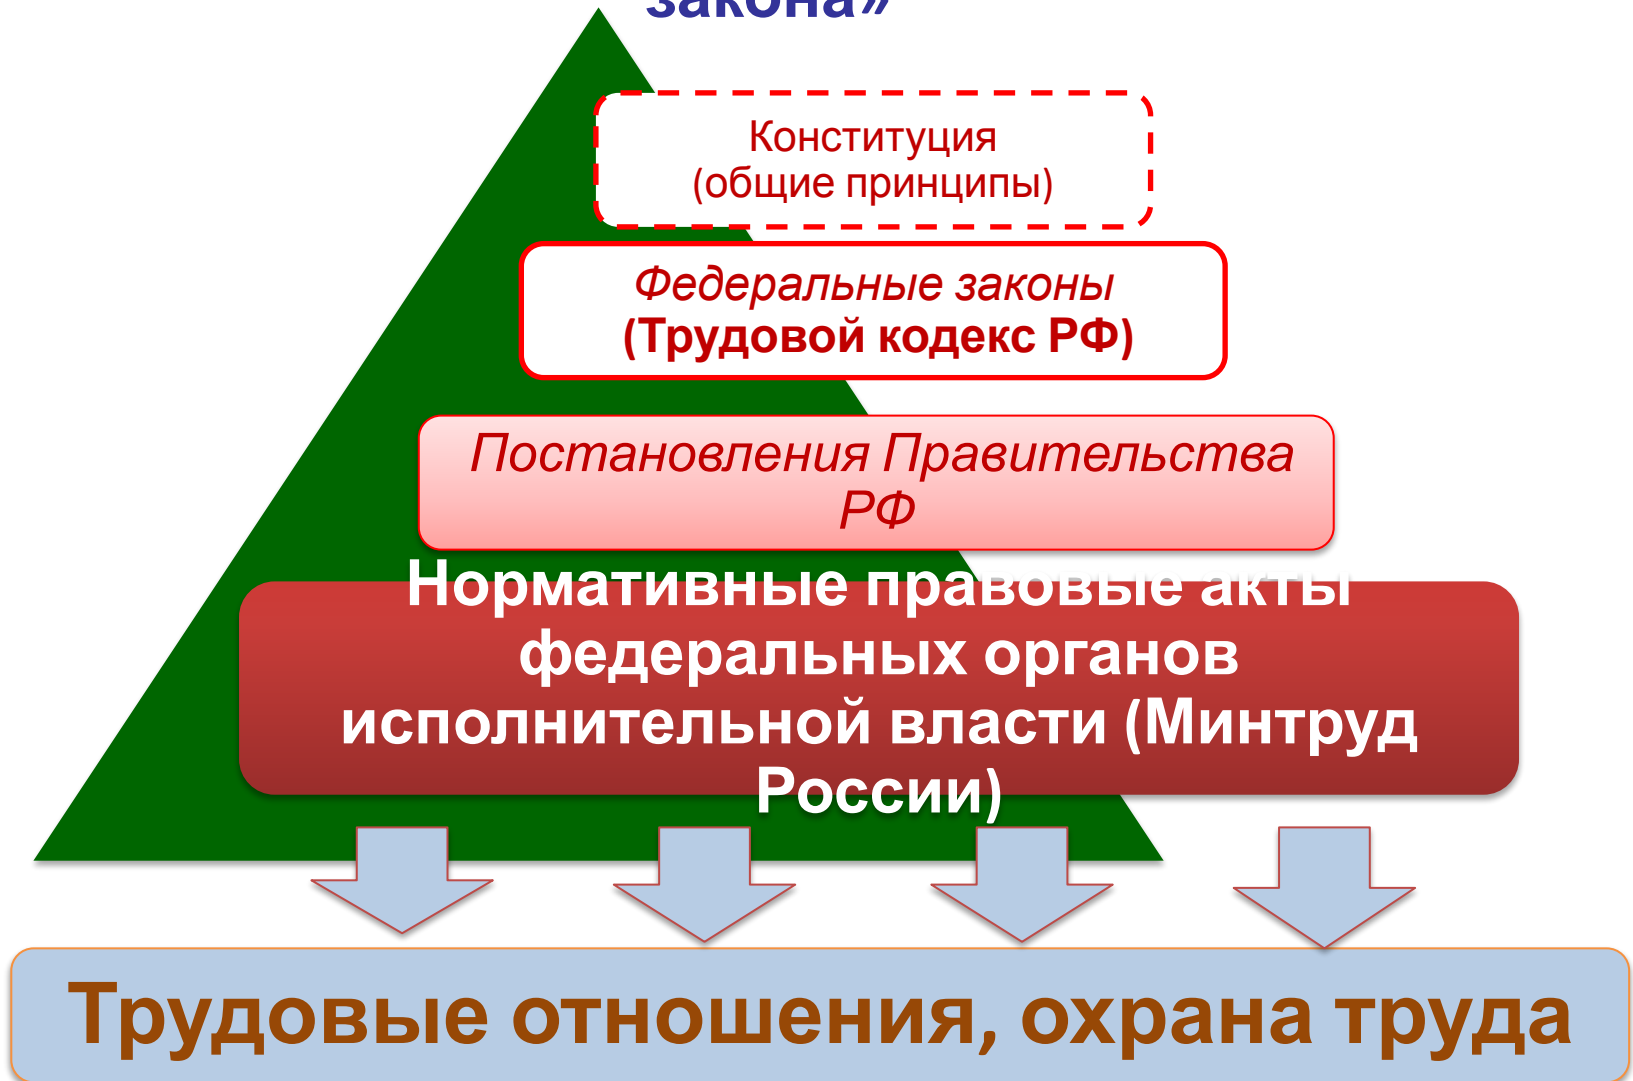 закона»
Конституция
(общие принципы)
Федеральные законы
(Трудовой кодекс РФ)
Постановления Правительства
РФ
Нормативные правовые акты
федеральных органов
исполнительной власти (Минтруд
России)
Трудовые отношения, охрана труда